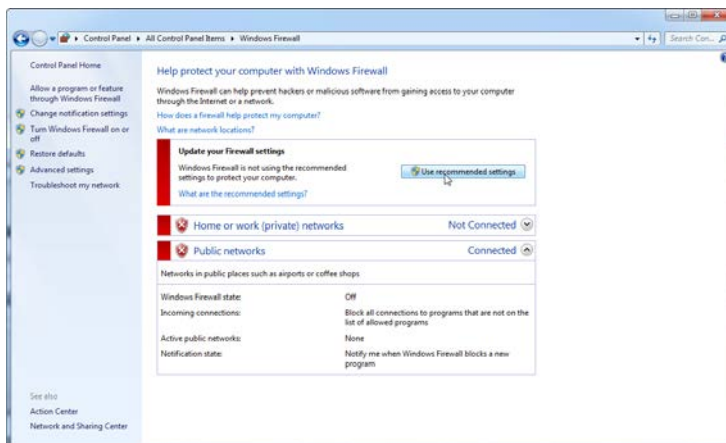 Control Panel ▸ All Control Panel Items ▸ Windows Firewall
Search Con...
Control Panel Home
Allow a program or feature
through Windows Firewall
Change notification settings
Turn Windows Firewall on or
off
Restore defaults
Advanced settings
Troubleshoot my network
See also
Action Center
Network and Sharing Center
Help protect your computer with Windows Firewall
Windows Firewall can help prevent hackers or malicious software from gaining access to your computer
through the Internet or a network.
How does a firewall help protect my computer?
What are network locations?
Update your Firewall settings
Windows Firewall is not using the recommended
settings to protect your computer.
Use recommended settings
What are the recommended settings?
Home or work (private) networks Not Connected
Public networks Connected
Networks in public places such as airports or coffee shops
Windows Firewall state: Off
Incoming connections: Block all connections to programs that are not on the
list of allowed programs
Active public networks: None
Notification state: Notify me when Windows Firewall blocks a new
program